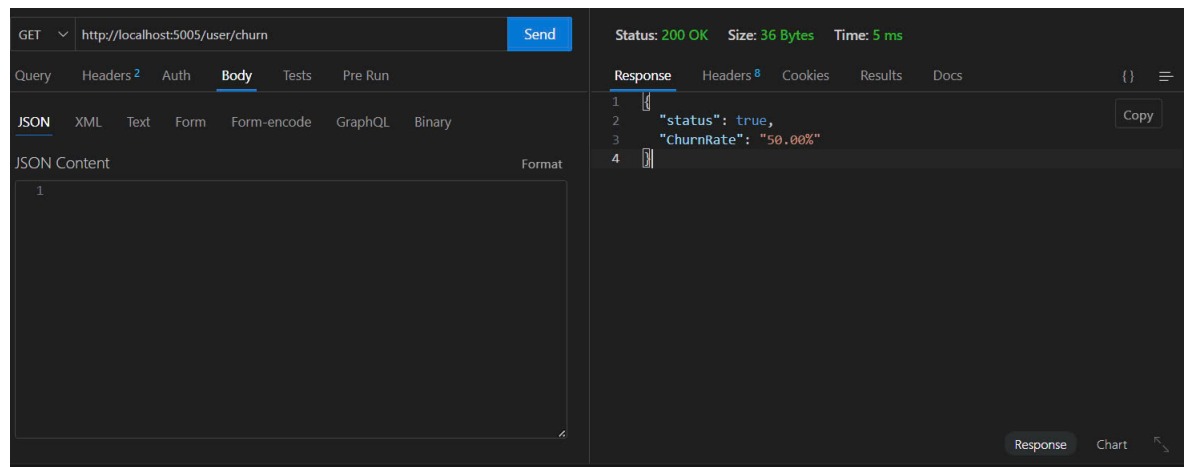 GET http://localhost:5005/user/churn Send
Query Headers 2 Auth Body Tests Pre Run
JSON XML Text Form Form-encode GraphQL Binary
JSON Content Format
1
Status: 200 OK Size: 36 Bytes Time: 5 ms
Response Headers 8 Cookies Results Docs {}
Copy
1 {
2 "status": true,
3 "ChurnRate": "50.00%"
4 }
Response Chart